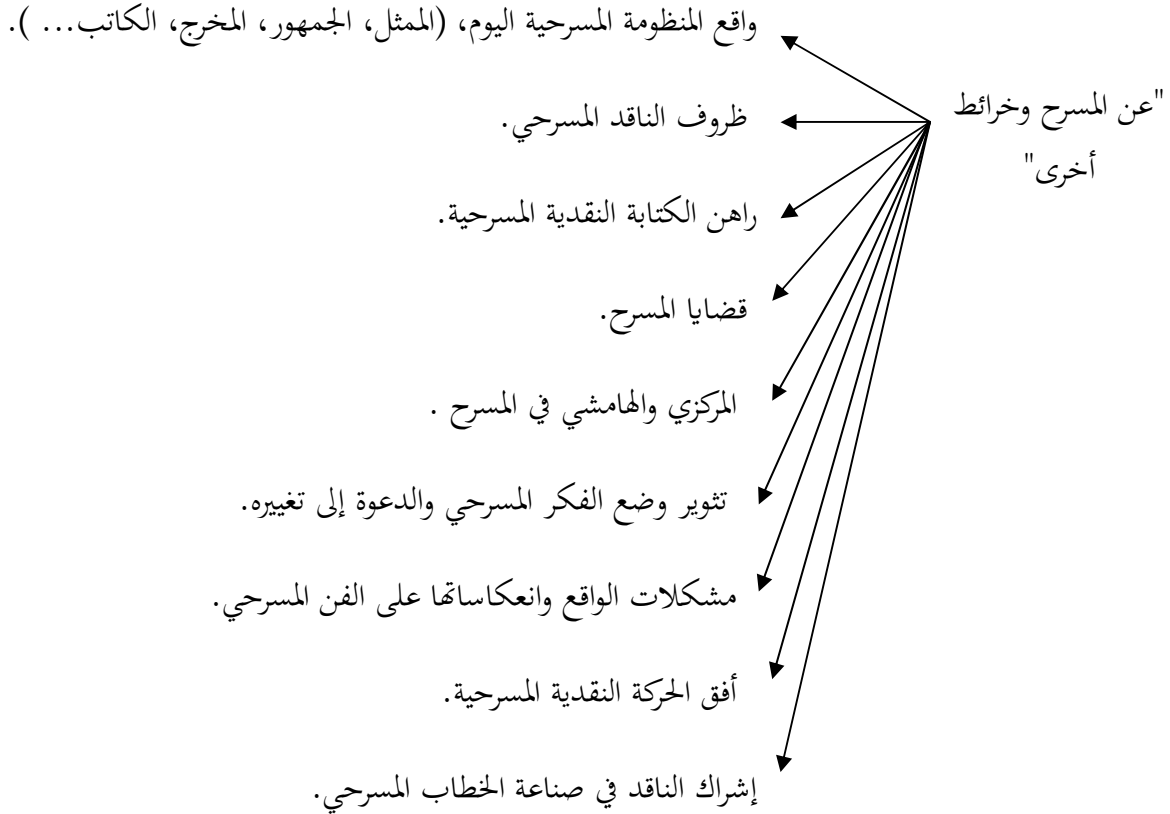 "عن المسرح وخرائط
أخرى"
واقع المنظومة المسرحية اليوم، (الممثل، الجمهور، المخرج، الكاتب... ).
ظروف الناقد المسرحي.
راهن الكتابة النقدية المسرحية.
قضايا المسرح.
المركزي والهامشي في المسرح .
تثوير وضع الفكر المسرحي والدعوة إلى تغييره.
مشكلات الواقع وانعكاساتها على الفن المسرحي.
أفق الحركة النقدية المسرحية.
إشراك الناقد في صناعة الخطاب المسرحي.